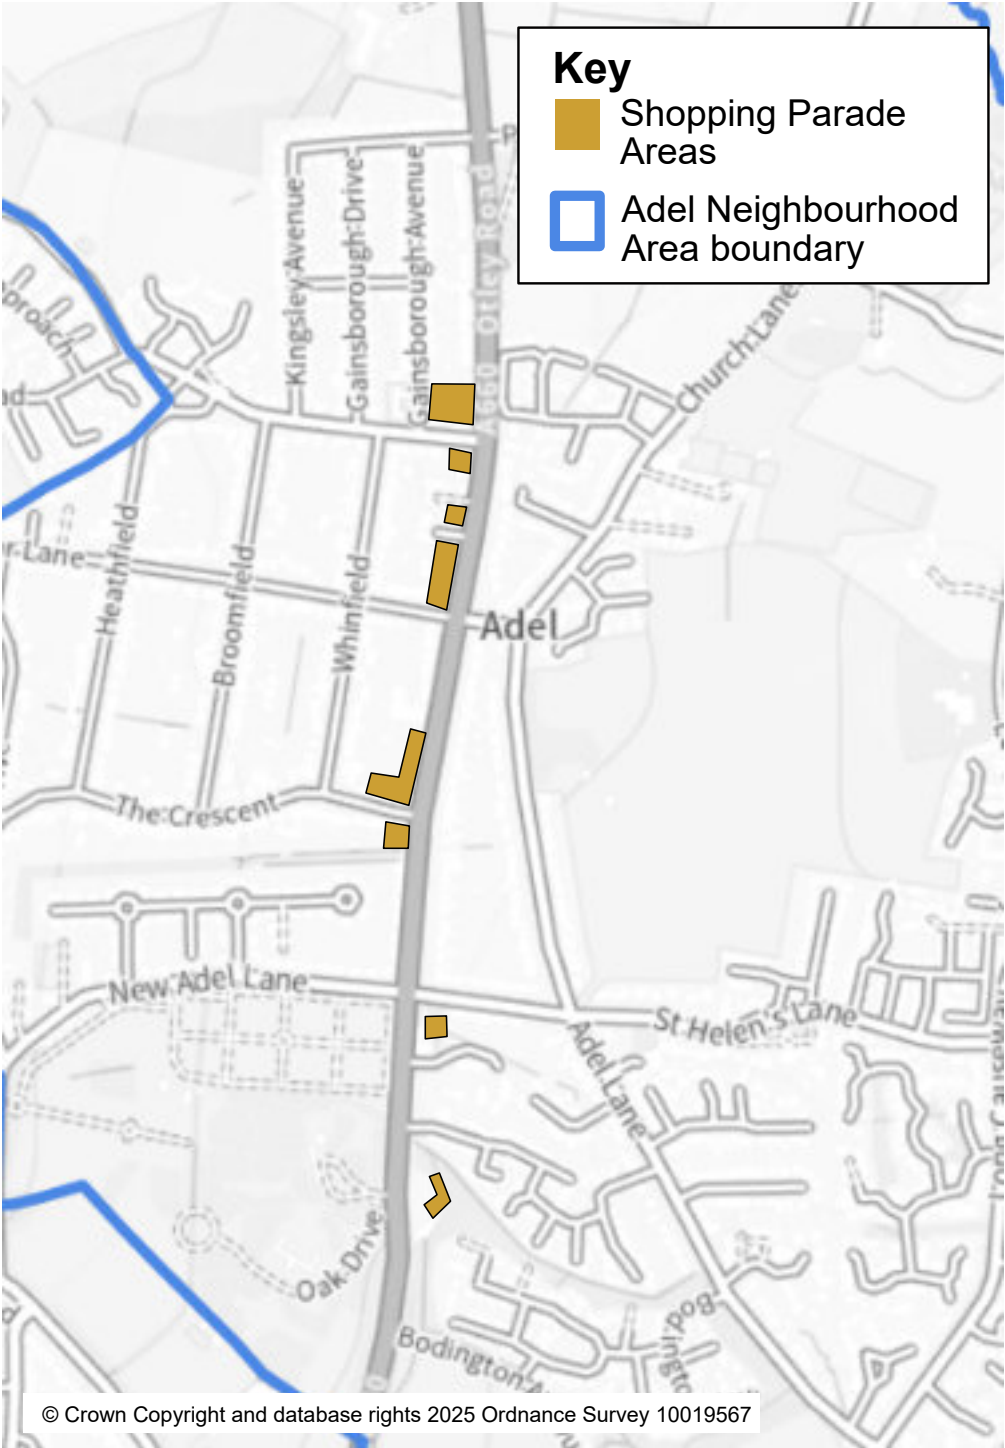 Key
Shopping Parade
Areas
Adel Neighbourhood
Area boundary
Kingsley Avenue
Gainsborough Drive
Gainsborough Avenue
A660 Otley Road
Church Lane
Heathfield
Broomfield
Whinfield
Adel
The Crescent
New Adel Lane
St Helen's Lane
Adel Lane
Oak Drive
Bodington
© Crown Copyright and database rights 2025 Ordnance Survey 10019567